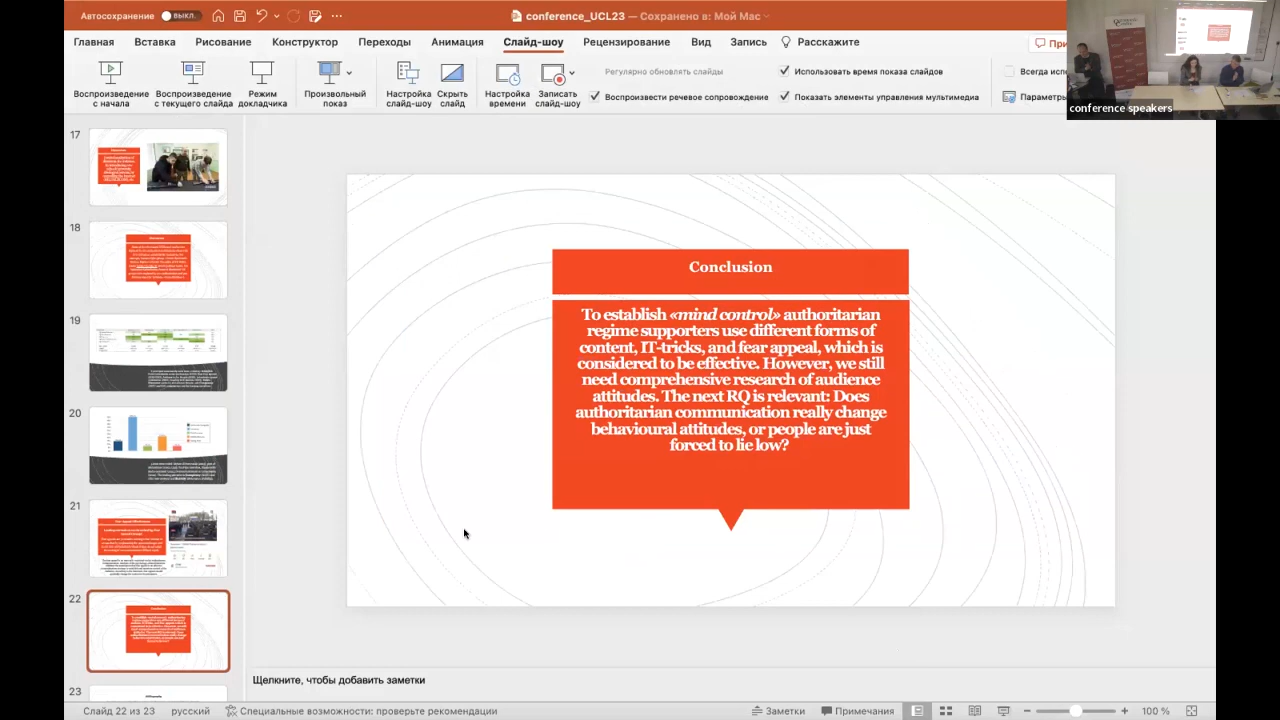 Автосохранение ВЫКЛ.
conference_UCL23 — Сохранено в: Мой Mac
Главная Вставка Рисование Конструктор Переходы Анимация Слайд-шоу Рецензирование Вид Запись Расскажите
Воспроизведение с начала
Воспроизведение с текущего слайда
Режим докладчика
Произвольный показ
Настройка слайд-шоу
Скрыть слайд
Настройка времени
Записать слайд-шоу
Регулярно обновлять слайды
Воспроизвести речевое сопровождение
Использовать время показа слайдов
Показать элементы управления мультимедиа
Параметры
conference speakers
17
18
19
20
21
22
23
Conclusion
To establish «mind control» authoritarian
regime supporters use different forms of
content, IT-tricks, and fear appeal, which is
considered to be effective. However, we still
need comprehensive research of audience
attitudes. The next RQ is relevant: Does
authoritarian communication really change
behavioural attitudes, or people are just
forced to lie low?
Щелкните, чтобы добавить заметки
Слайд 22 из 23 русский Специальные возможности: проверьте рекомендации Заметки Примечания 100 %